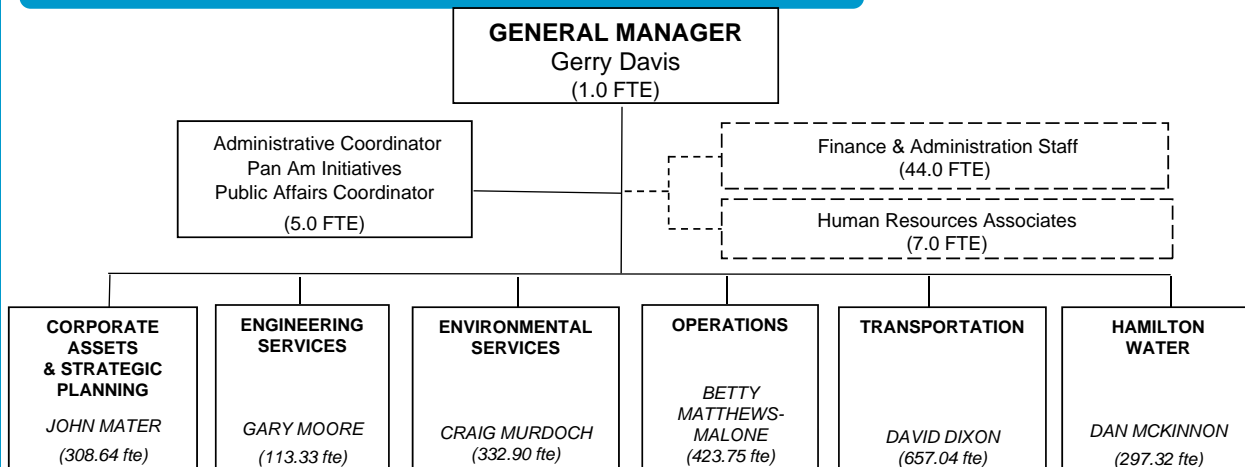 GENERAL MANAGER
Gerry Davis
(1.0 FTE)
Administrative Coordinator
Pan Am Initiatives
Public Affairs Coordinator
(5.0 FTE)
Finance & Administration Staff
(44.0 FTE)
Human Resources Associates
(7.0 FTE)
CORPORATE
ASSETS
& STRATEGIC
PLANNING
JOHN MATER
(308.64 fte)
ENGINEERING
SERVICES
GARY MOORE
(113.33 fte)
ENVIRONMENTAL
SERVICES
CRAIG MURDOCH
(332.90 fte)
OPERATIONS
BETTY
MATTHEWS-
MALONE
(423.75 fte)
TRANSPORTATION
DAVID DIXON
(657.04 fte)
HAMILTON
WATER
DAN MCKINNON
(297.32 fte)